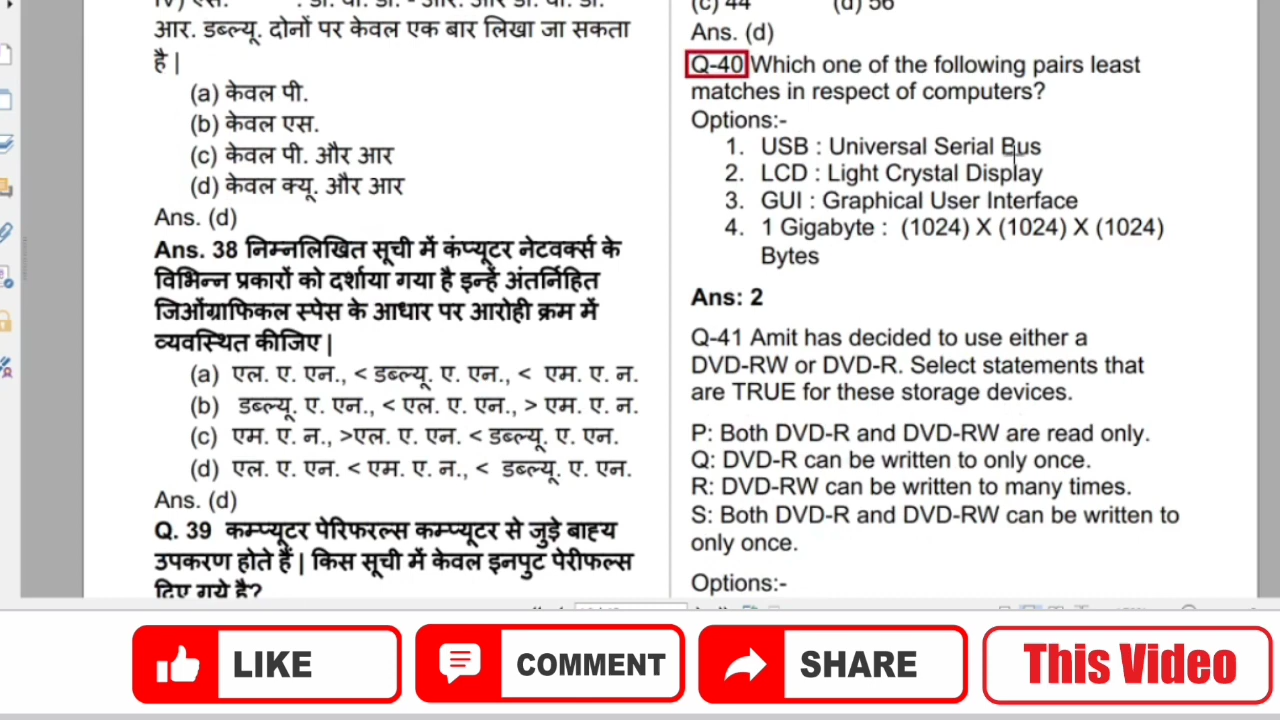 IV) एस. : डी. वी. डी. - आर. और डी. वी. डी.
आर. डब्ल्यू. दोनों पर केवल एक बार लिखा जा सकता
है |
(a) केवल पी.
(b) केवल एस.
(c) केवल पी. और आर
(d) केवल क्यू. और आर
Ans. (d)
Ans. 38 निम्नलिखित सूची में कंप्यूटर नेटवर्क्स के
विभिन्न प्रकारों को दर्शाया गया है इन्हें अंतर्निहित
जिओंग्राफिकल स्पेस के आधार पर आरोही क्रम में
व्यवस्थित कीजिए |
(a) एल. ए. एन., < डब्ल्यू. ए. एन., < एम. ए. न.
(b) डब्ल्यू. ए. एन., < एल. ए. एन., > एम. ए. न.
(c) एम. ए. न., >एल. ए. एन. < डब्ल्यू. ए. एन.
(d) एल. ए. एन. < एम. ए. न., < डब्ल्यू. ए. एन.
Ans. (d)
Q. 39 कम्प्यूटर पेरिफरल्स कम्प्यूटर से जुड़े बाह्य
उपकरण होते हैं | किस सूची में केवल इनपुट पेरीफल्स
दिए गये है?
(c) 44 (d) 56
Ans. (d)
Q-40 Which one of the following pairs least
matches in respect of computers?
Options:-
1. USB : Universal Serial Bus
2. LCD : Light Crystal Display
3. GUI : Graphical User Interface
4. 1 Gigabyte : (1024) X (1024) X (1024)
Bytes
Ans: 2
Q-41 Amit has decided to use either a
DVD-RW or DVD-R. Select statements that
are TRUE for these storage devices.
P: Both DVD-R and DVD-RW are read only.
Q: DVD-R can be written to only once.
R: DVD-RW can be written to many times.
S: Both DVD-R and DVD-RW can be written to
only once.
Options:-
LIKE
COMMENT
SHARE
This Video